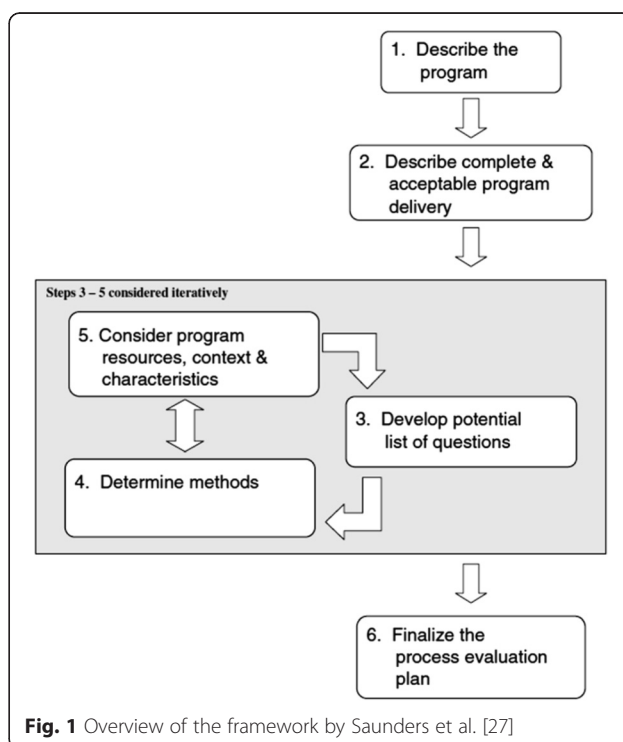 1. Describe the
program
2. Describe complete &
acceptable program
delivery
Steps 3 – 5 considered iteratively
5. Consider program
resources, context &
characteristics
3. Develop potential
list of questions
4. Determine methods
6. Finalize the
process evaluation
plan
Fig. 1 Overview of the framework by Saunders et al. [27]